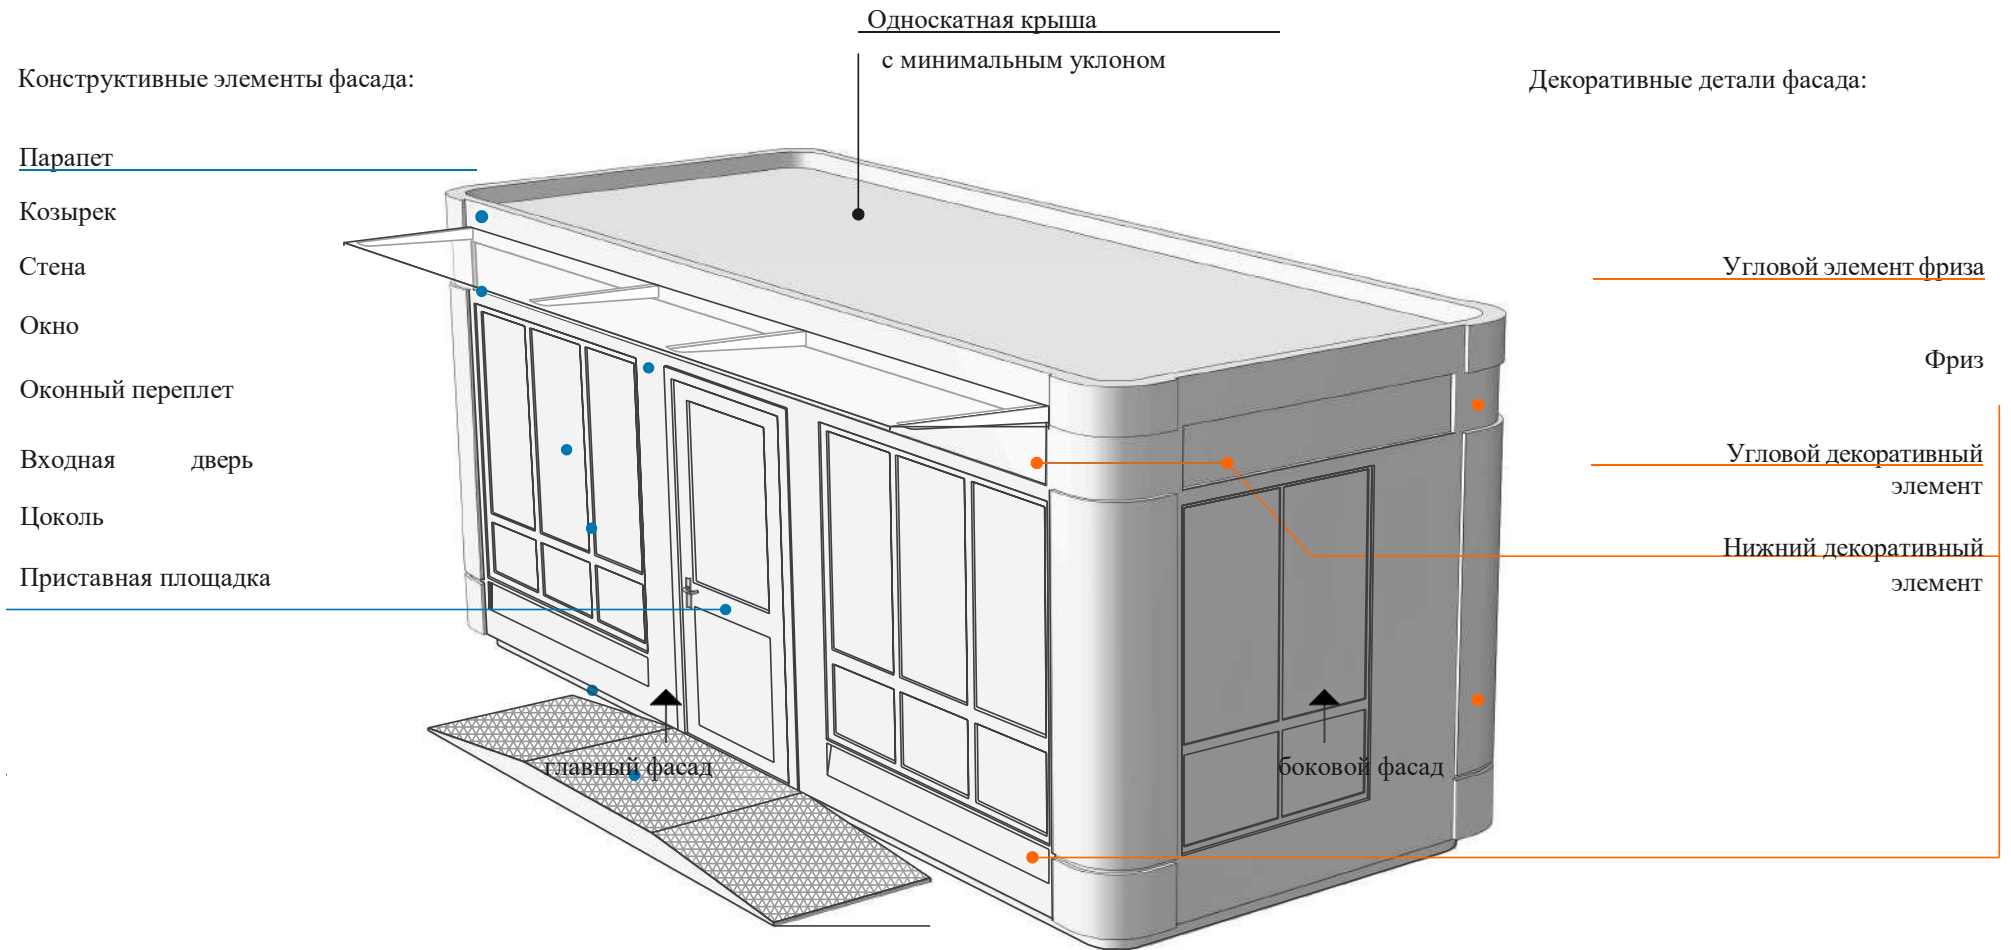 Односкатная крыша
с минимальным уклоном
Конструктивные элементы фасада:
Парапет
Козырек
Стена
Окно
Оконный переплет
Входная дверь
Цоколь
Приставная площадка
Декоративные детали фасада:
Угловой элемент фриза
Фриз
Угловой декоративный
элемент
Нижний декоративный
элемент
главный фасад
боковой фасад